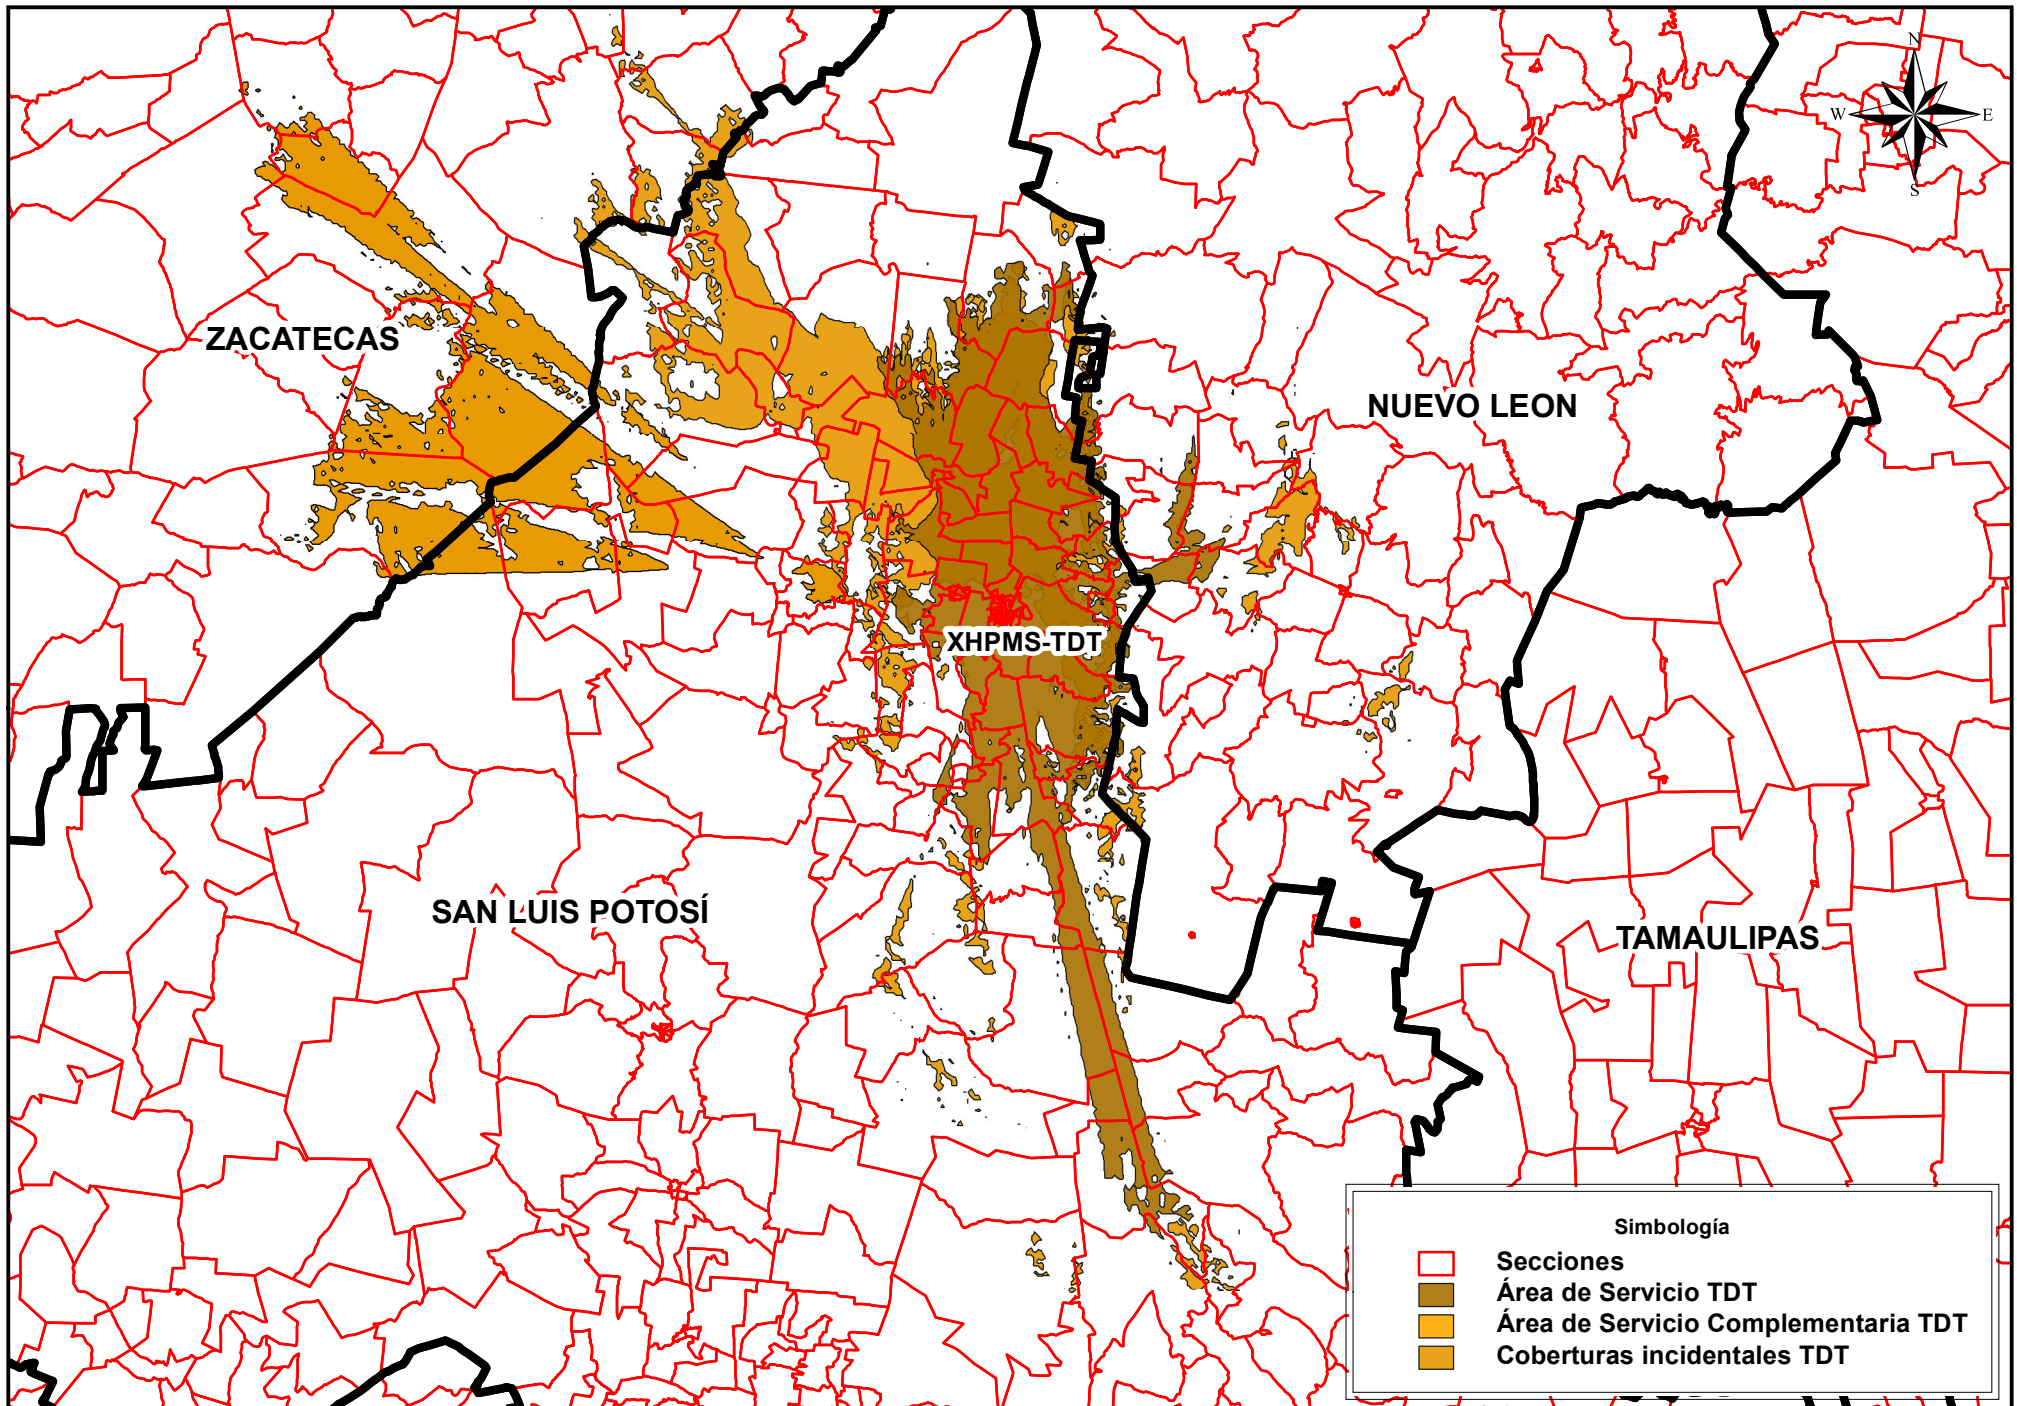 N
W E
S
ZACATECAS
NUEVO LEON
XHPMS-TDT
SAN LUIS POTOSÍ
TAMAULIPAS
Simbología
Secciones
Área de Servicio TDT
Área de Servicio Complementaria TDT
Coberturas incidentales TDT